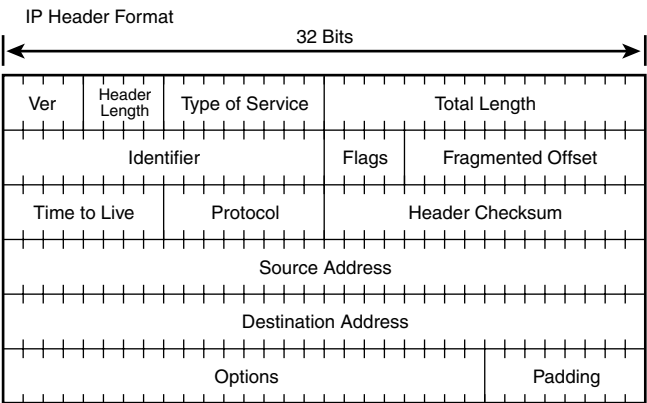 IP Header Format
32 Bits
Ver Header Length Type of Service Total Length
Identifier Flags Fragmented Offset
Time to Live Protocol Header Checksum
Source Address
Destination Address
Options Padding